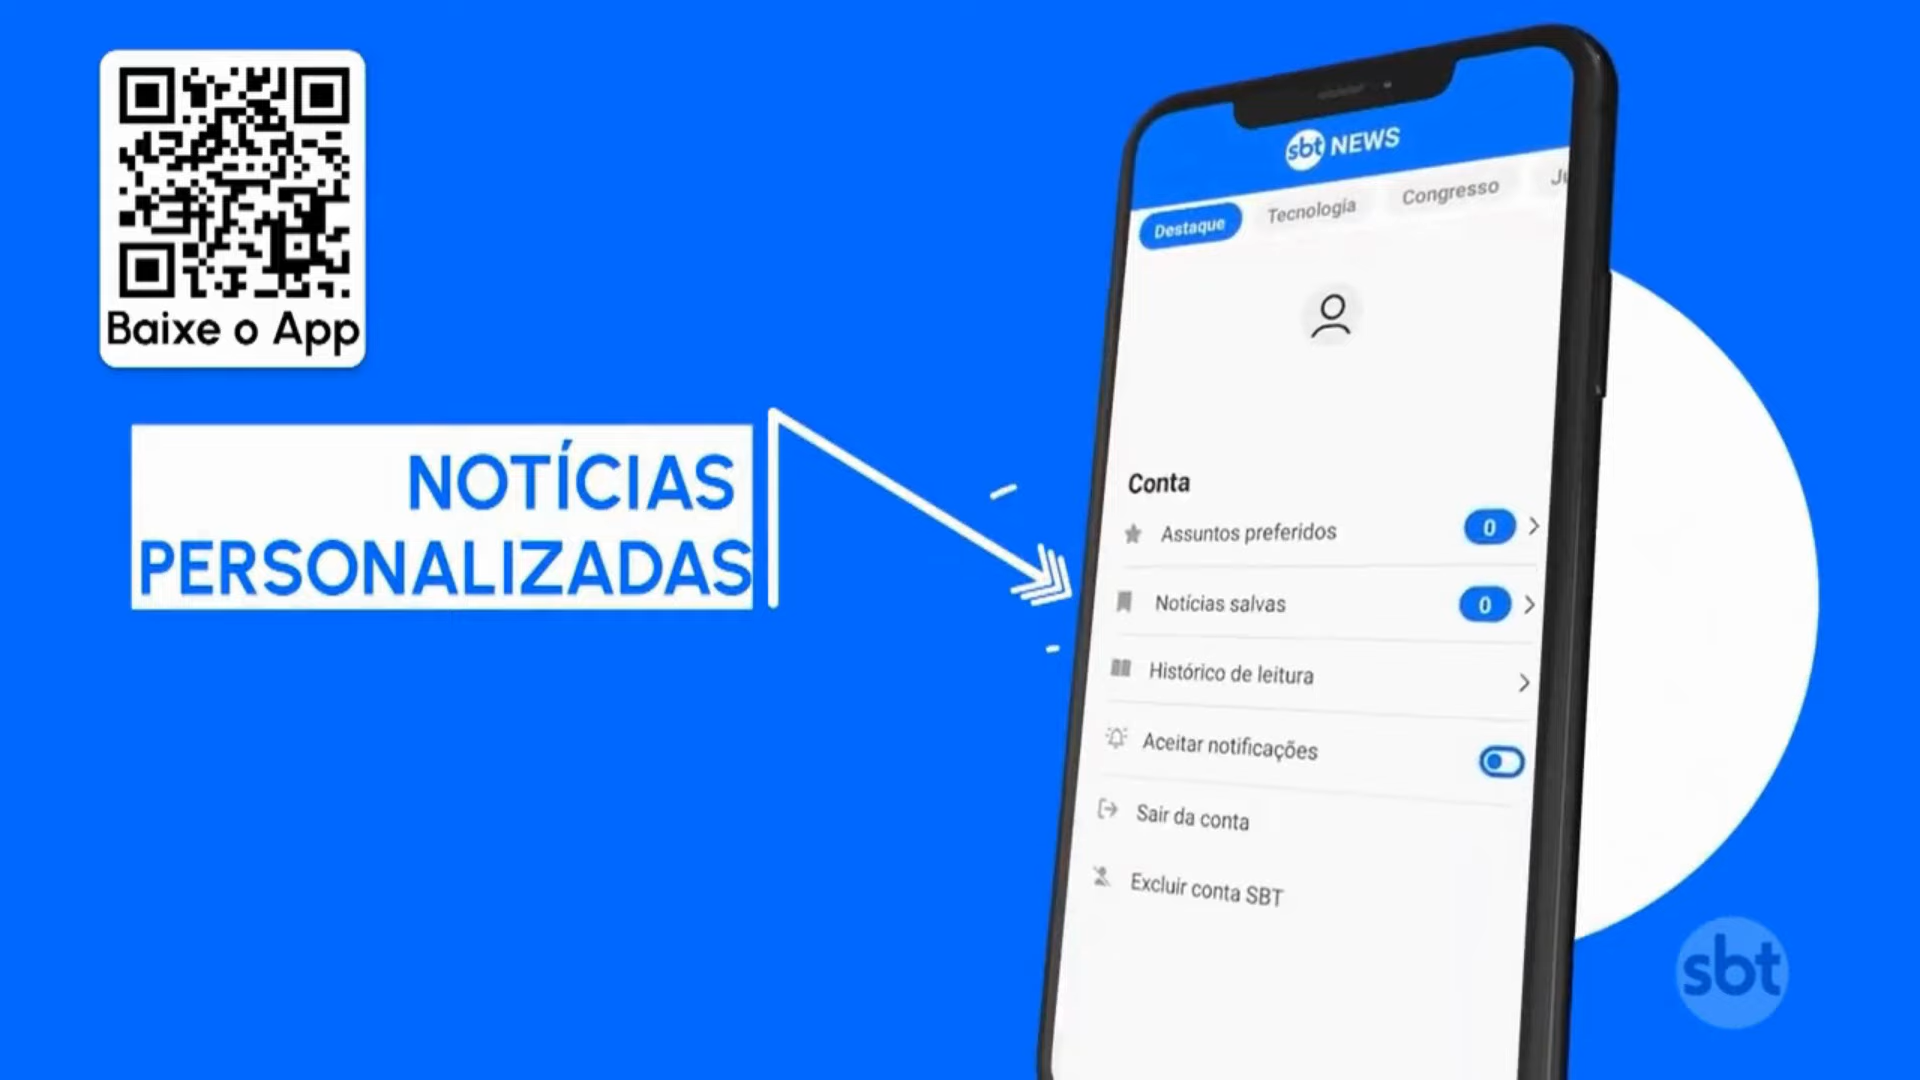 Baixe o App
NOTÍCIAS
PERSONALIZADAS
sbt NEWS
Destaque
Tecnologia
Congresso
Conta
Assuntos preferidos
0
Notícias salvas
0
Histórico de leitura
Aceitar notificações
Sair da conta
Excluir conta SBT
sbt